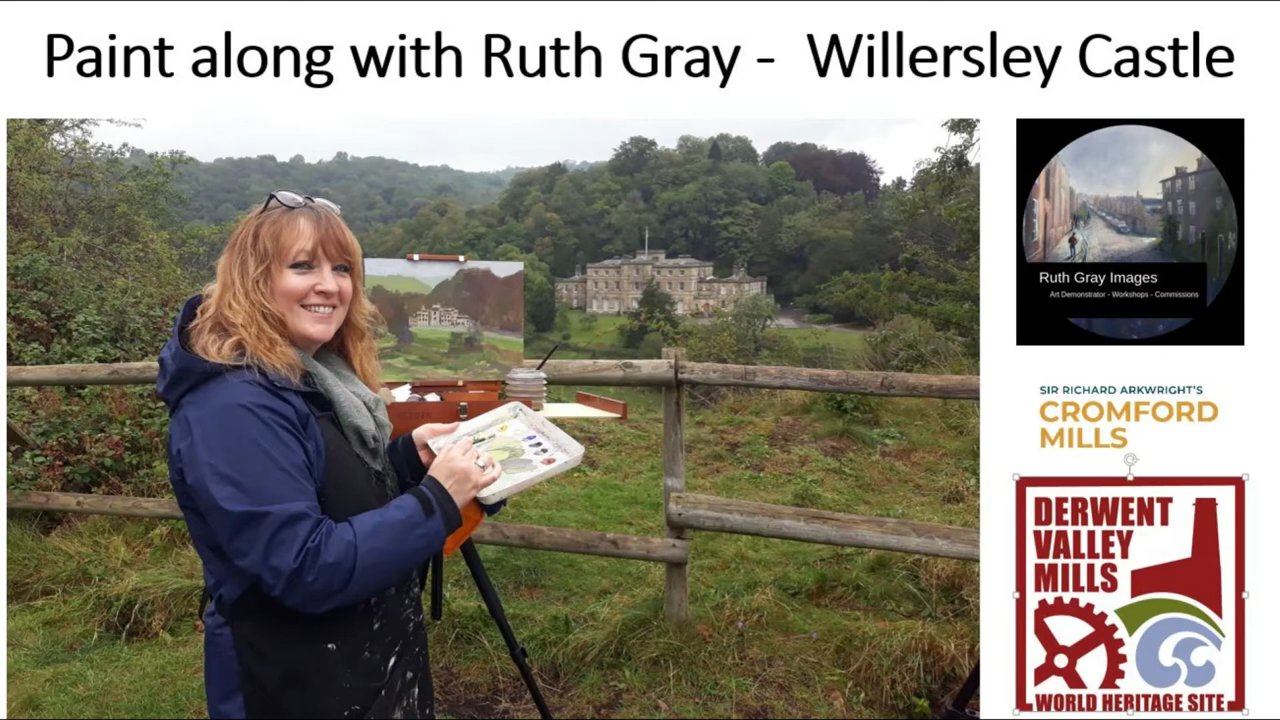 Paint along with Ruth Gray -  Willersley Castle
Ruth Gray Images
Art Demonstrator - Workshops - Commissions
SIR RICHARD ARKWRIGHT'S
CROMFORD
MILLS
DERWENT
VALLEY
MILLS
WORLD HERITAGE SITE